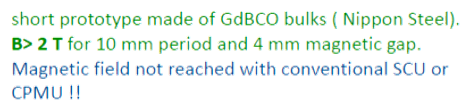 short prototype made of GdBCO bulks ( Nippon Steel).
B> 2 T for 10 mm period and 4 mm magnetic gap.
Magnetic field not reached with conventional SCU or
CPMU !!